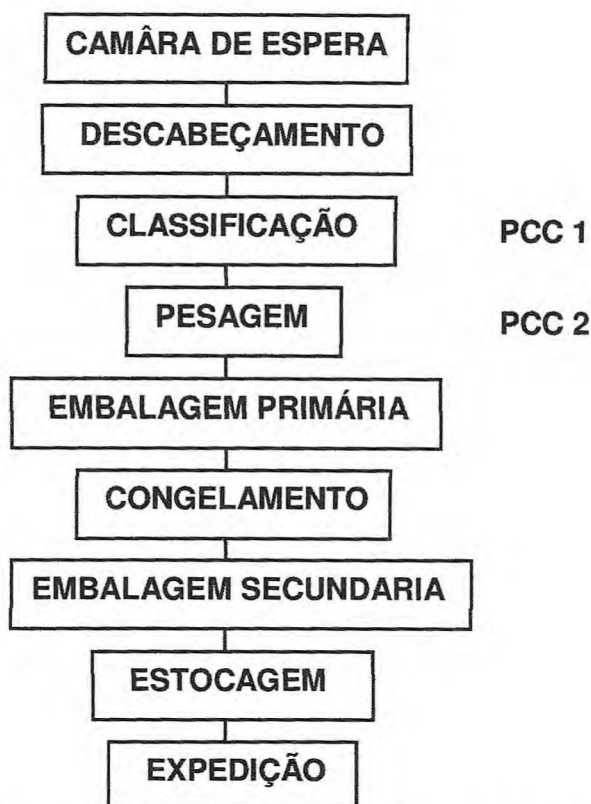 CAMÂRA DE ESPERA
DESCABEÇAMENTO
CLASSIFICAÇÃO PCC 1
PESAGEM PCC 2
EMBALAGEM PRIMÁRIA
CONGELAMENTO
EMBALAGEM SECUNDARIA
ESTOCAGEM
EXPEDIÇÃO